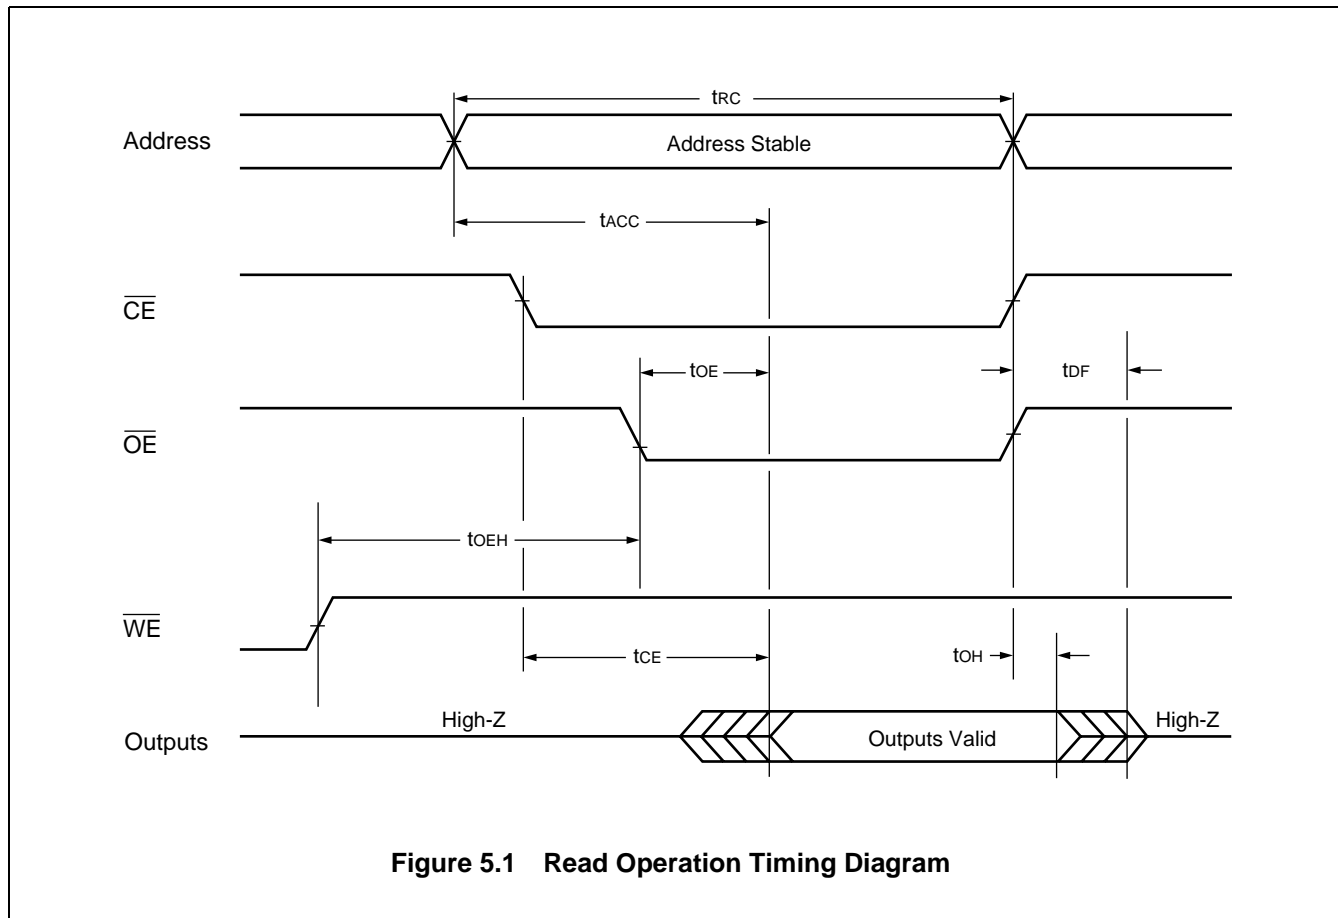 tRC
Address
Address Stable
tACC
CE
tOE
tDF
OE
tOEH
WE
tCE
tOH
High-Z
High-Z
Outputs
Outputs Valid
Figure 5.1 Read Operation Timing Diagram